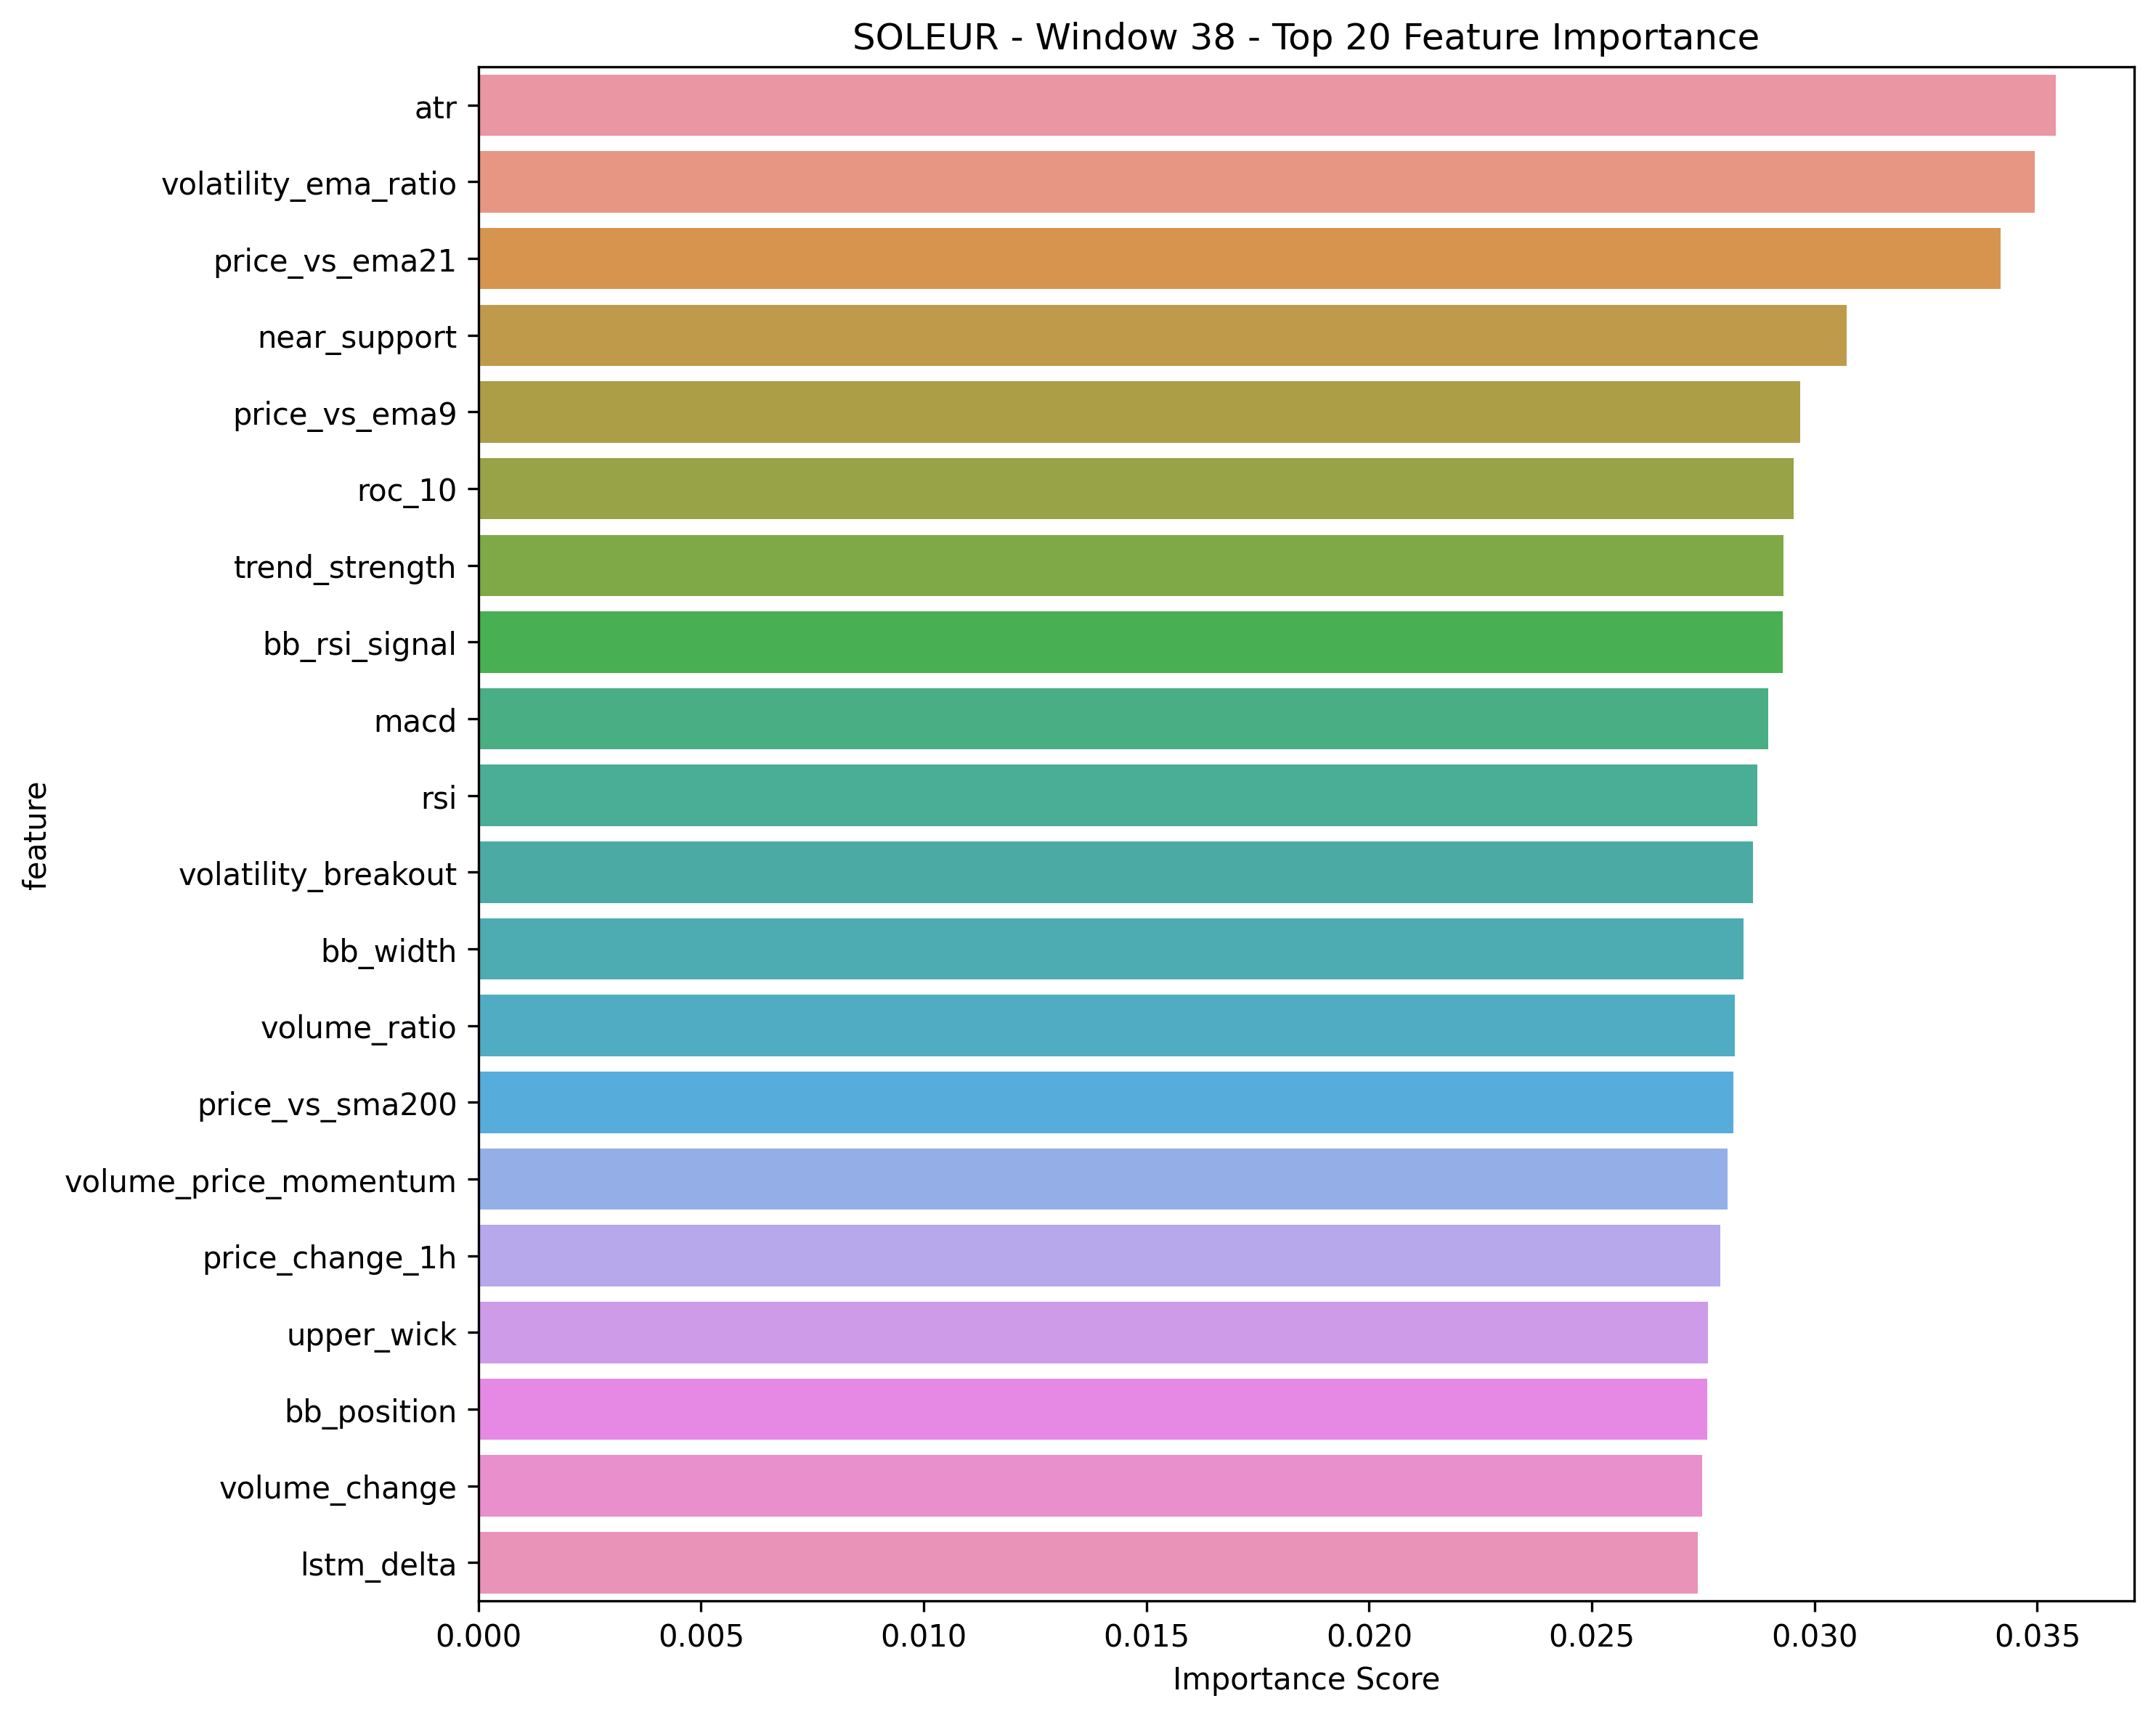 SOLEUR - Window 38 - Top 20 Feature Importance
atr
volatility_ema_ratio
price_vs_ema21
near_support
price_vs_ema9
roc_10
trend_strength
bb_rsi_signal
macd
rsi
volatility_breakout
bb_width
volume_ratio
price_vs_sma200
volume_price_momentum
price_change_1h
upper_wick
bb_position
volume_change
lstm_delta
feature
0.000 0.005 0.010 0.015 0.020 0.025 0.030 0.035
Importance Score